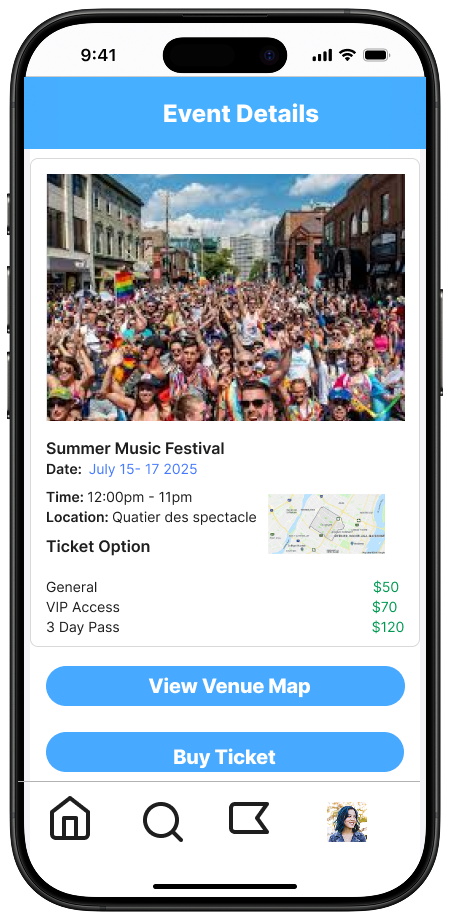 9:41
Event Details
Summer Music Festival
Date: July 15- 17 2025
Time: 12:00pm - 11pm
Location: Quatier des spectacle
Ticket Option
General $50
VIP Access $70
3 Day Pass $120
View Venue Map
Buy Ticket